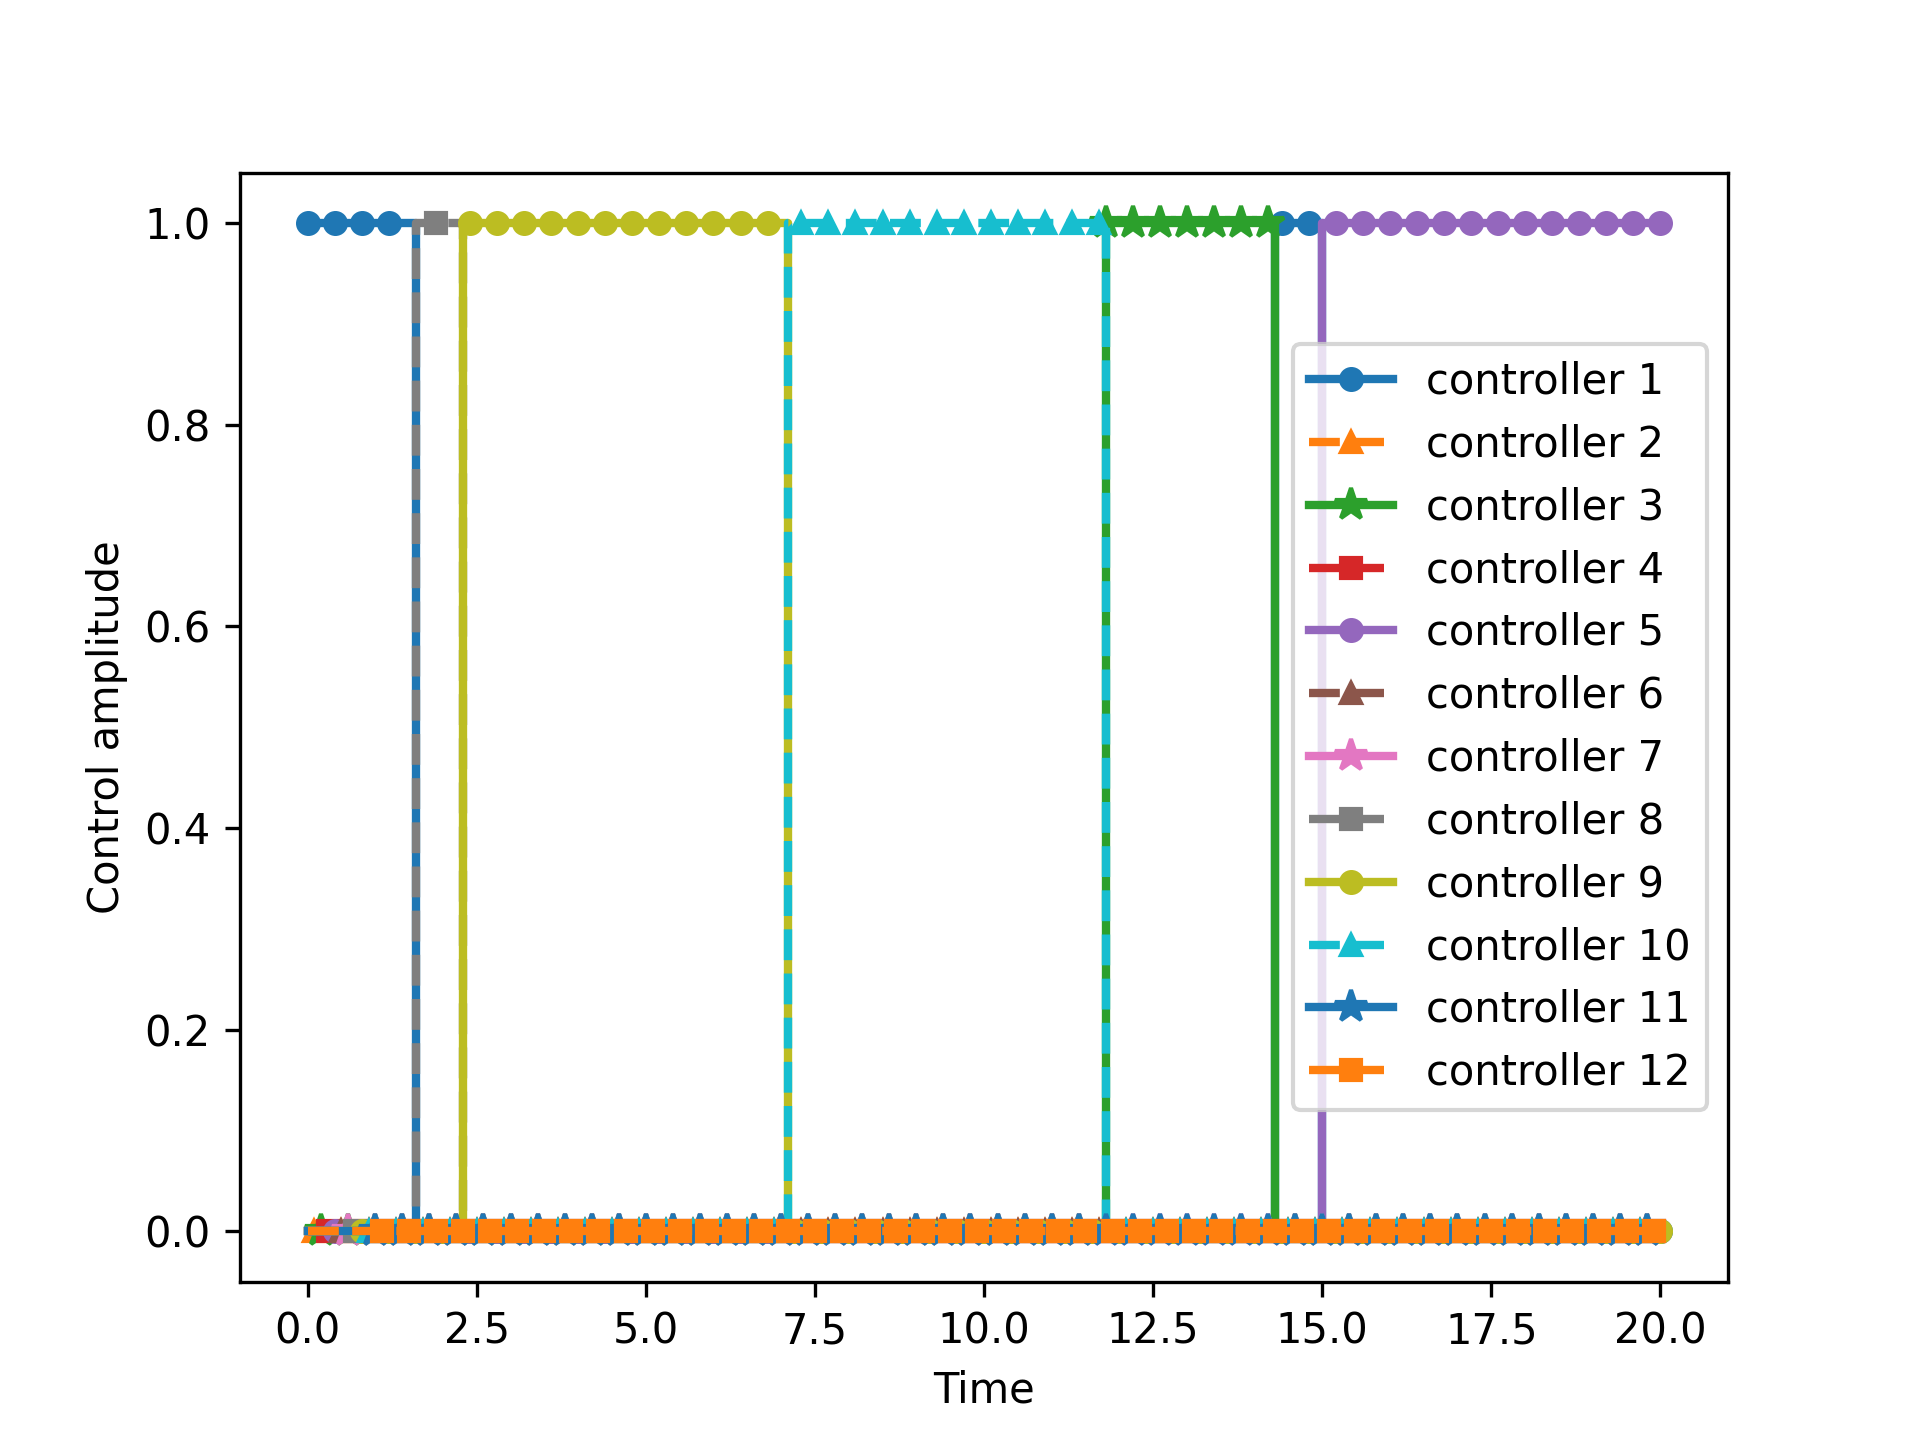 1.0
0.8
0.6
0.4
0.2
0.0
Control amplitude
controller 1
controller 2
controller 3
controller 4
controller 5
controller 6
controller 7
controller 8
controller 9
controller 10
controller 11
controller 12
0.0 2.5 5.0 7.5 10.0 12.5 15.0 17.5 20.0
Time